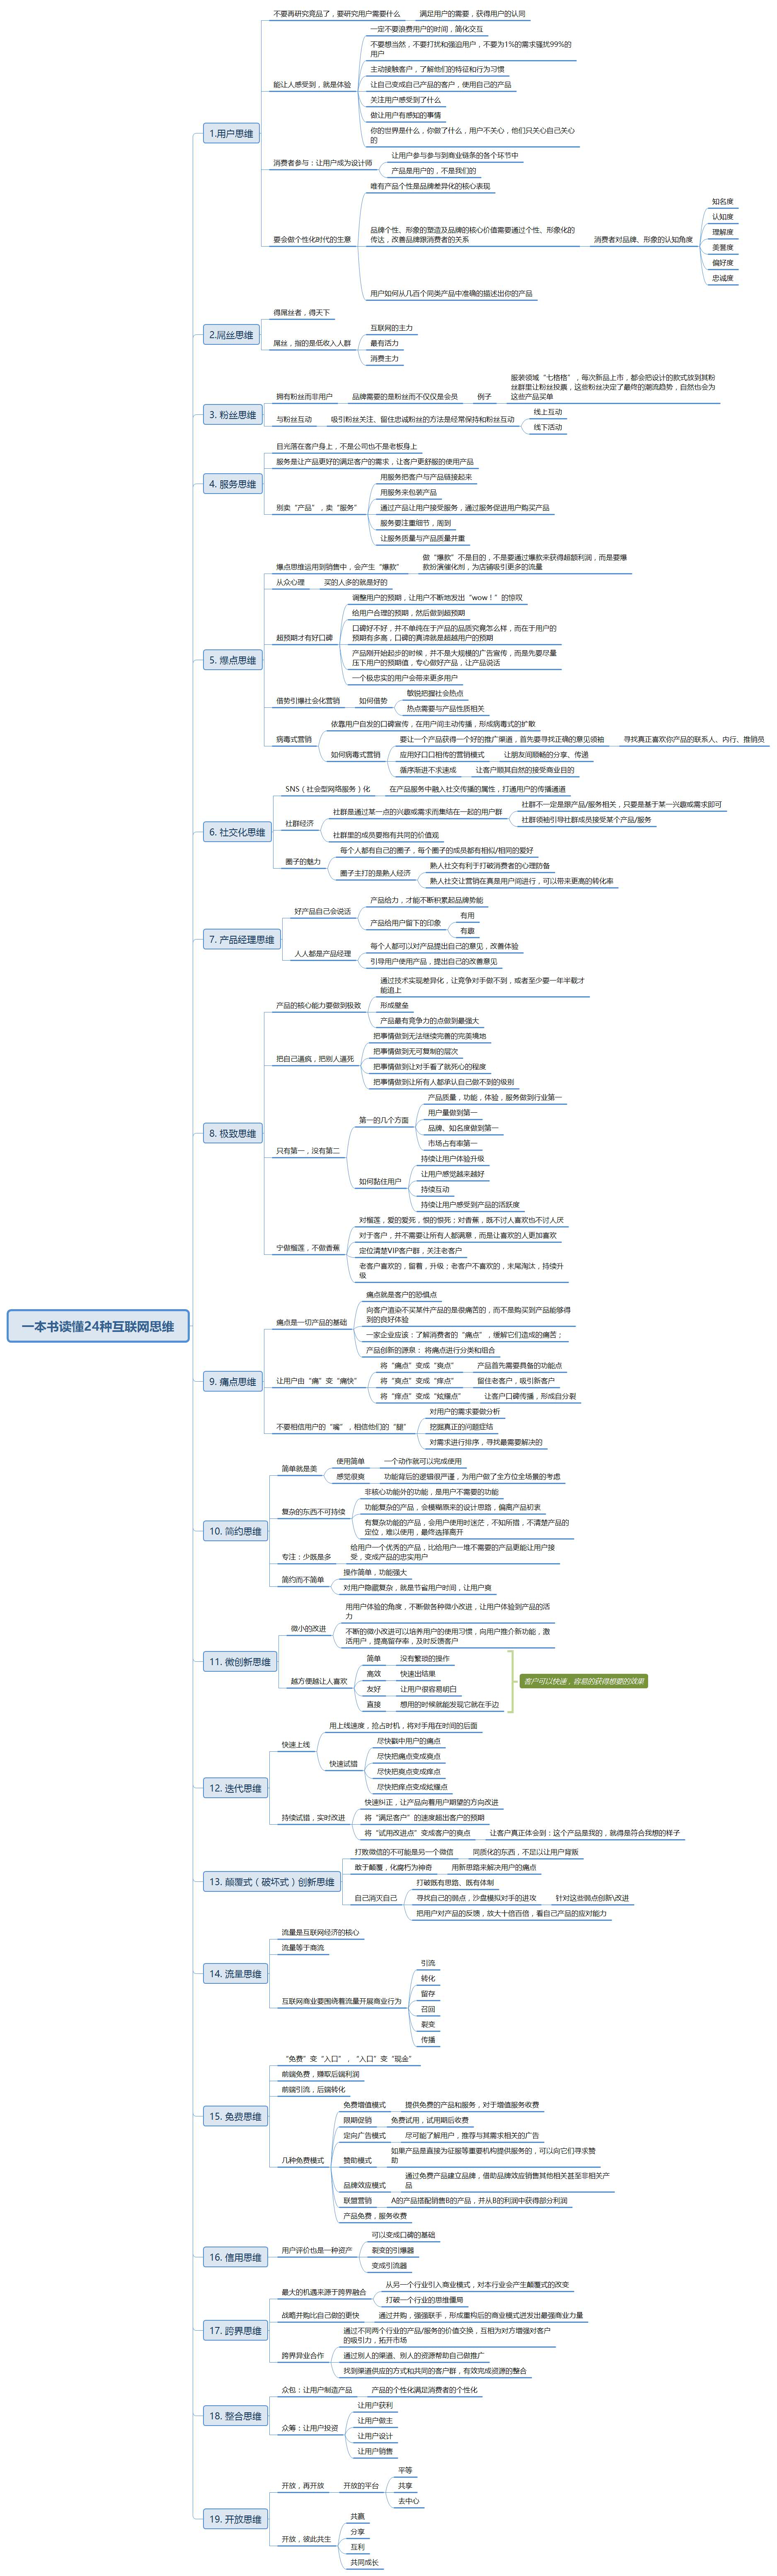 一本书读懂24种互联网思维
1.用户思维
不要再研究竞品了，要研究用户需要什么
满足用户的需要，获得用户的认同
能让人感受到，就是体验
一定不要浪费用户的时间，简化交互
不要想当然，不要打扰和强迫用户，不要为1%的需求骚扰99%的
用户
主动接触客户，了解他们的特征和行为习惯
让自己变成自己产品的客户，使用自己的产品
关注用户感受到了什么
做让用户有感知的事情
你的世界是什么，你做了什么，用户不关心，他们只关心自己关心
的
消费者参与：让用户成为设计师
让用户参与参与到商业链条的各个环节中
产品是用户的，不是我们的
要会做个性化时代的生意
唯有产品个性是品牌差异化的核心表现
品牌个性、形象的塑造及品牌的核心价值需要通过个性、形象化的
传达，改善品牌跟消费者的关系
消费者对品牌、形象的认知角度
知名度
认知度
理解度
美誉度
偏好度
忠诚度
用户如何从几百个同类产品中准确的描述出你的产品
2.屌丝思维
得屌丝者，得天下
屌丝，指的是低收入人群
互联网的主力
最有活力
消费主力
3. 粉丝思维
拥有粉丝而非用户
品牌需要的是粉丝而不仅仅是会员
例子
服装领域“七格格”，每次新品上市，都会把设计的款式放到其粉
丝群里让粉丝投票，这些粉丝决定了最终的潮流趋势，自然也会为
这些产品买单
与粉丝互动
吸引粉丝关注、留住忠诚粉丝的方法是经常保持和粉丝互动
线上互动
线下活动
4. 服务思维
目光落在客户身上，不是公司也不是老板身上
服务是让产品更好的满足客户的需求，让客户更舒服的使用产品
别卖“产品”，卖“服务”
用服务把客户与产品链接起来
用服务来包装产品
通过产品让用户接受服务，通过服务促进用户购买产品
服务要注重细节，周到
让服务质量与产品质量并重
5. 爆点思维
爆点思维运用到销售中，会产生“爆款”
做“爆款”不是目的，不是要通过爆款来获得超额利润，而是要爆
款扮演催化剂，为店铺吸引更多的流量
从众心理
买的人多的就是好的
超预期才有好口碑
调整用户的预期，让用户不断地发出“wow！”的惊叹
给用户合理的预期，然后做到超预期
口碑好不好，并不单纯在于产品的品质究竟怎么样，而在于用户的
预期有多高，口碑的真谛就是超越用户的预期
产品刚开始起步的时候，并不是大规模的广告宣传，而是先要尽量
压下用户的预期值，专心做好产品，让产品说话
一个极忠实的用户会带来更多用户
借势引爆社会化营销
如何借势
敏锐把握社会热点
热点需要与产品性质相关
病毒式营销
依靠用户自发的口碑宣传，在用户间主动传播，形成病毒式的扩散
如何病毒式营销
要让一个产品获得一个好的推广渠道，首先要寻找正确的意见领袖
寻找真正喜欢你产品的联系人、内行、推销员
应用好口口相传的营销模式
让朋友间顺畅的分享、传递
循序渐进不求速成
让客户顺其自然的接受商业目的
6. 社交化思维
SNS（社会型网络服务）化
在产品服务中融入社交传播的属性，打通用户的传播通道
社群经济
社群是通过某一点的兴趣或需求而集结在一起的用户群
社群不一定是跟产品/服务相关，只要是基于某一兴趣或需求即可
社群领袖引导社群成员接受某个产品/服务
社群里的成员要抱有共同的价值观
圈子的魅力
每个人都有自己的圈子，每个圈子的成员都有相似/相同的爱好
圈子主打的是熟人经济
熟人社交有利于打破消费者的心理防备
熟人社交让营销在真是用户间进行，可以带来更高的转化率
7. 产品经理思维
好产品自己会说话
产品给力，才能不断积累起品牌势能
产品给用户留下的印象
有用
有趣
人人都是产品经理
每个人都可以对产品提出自己的意见，改善体验
引导用户使用产品，提出自己的改善意见
8. 极致思维
产品的核心能力要做到极致
通过技术实现差异化，让竞争对手做不到，或者至少要一年半载才
能追上
形成壁垒
产品最有竞争力的点做到最强大
把自己逼疯，把别人逼死
把事情做到无法继续完善的完美境地
把事情做到无可复制的层次
把事情做到让对手看了就死心的程度
把事情做到让所有人都承认自己做不到的级别
只有第一，没有第二
第一的几个方面
产品质量，功能，体验，服务做到行业第一
用户量做到第一
品牌、知名度做到第一
市场占有率第一
如何黏住用户
持续让用户体验升级
让用户感觉越来越好
持续互动
持续让用户感受到产品的活跃度
宁做榴莲，不做香蕉
对榴莲，爱的爱死，恨的恨死；对香蕉，既不讨人喜欢也不讨人厌
对于客户，并不需要让所有人都满意，而是让喜欢的人更加喜欢
定位清楚VIP客户群，关注老客户
老客户喜欢的，留着，升级；老客户不喜欢的，末尾淘汰，持续升
级
9. 痛点思维
痛点是一切产品的基础
痛点就是客户的恐惧点
向客户渲染不买某件产品的是很痛苦的，而不是购买到产品能够得
到的良好体验
一家企业应该：了解消费者的“痛点”，缓解它们造成的痛苦；
产品创新的源泉： 将痛点进行分类和组合
让用户由“痛”变“痛快”
将“痛点”变成“爽点”
产品首先需要具备的功能点
将“爽点”变成“痒点”
留住老客户，吸引新客户
将“痒点”变成“炫耀点”
让客户口碑传播，形成自分裂
不要相信用户的“嘴”，相信他们的“腿”
对用户的需求要做分析
挖掘真正的问题症结
对需求进行排序，寻找最需要解决的
10. 简约思维
简单就是美
使用简单
一个动作就可以完成使用
感觉很爽
功能背后的逻辑很严谨，为用户做了全方位全场景的考虑
复杂的东西不可持续
非核心功能外的功能，是用户不需要的功能
功能复杂的产品，会模糊原来的设计思路，偏离产品初衷
有复杂功能的产品，会用户使用时迷茫，不知所措，不清楚产品的
定位，难以使用，最终选择离开
专注：少既是多
给用户一个优秀的产品，比给用户一堆不需要的产品更能让用户接
受，变成产品的忠实用户
简约而不简单
操作简单，功能强大
对用户隐藏复杂，就是节省用户时间，让用户爽
11. 微创新思维
微小的改进
用用户体验的角度，不断做各种微小改进，让用户体验到产品的活
力
不断的微小改进可以培养用户的使用习惯，向用户推介新功能，激
活用户，提高留存率，及时反馈客户
越方便越让人喜欢
简单
没有繁琐的操作
高效
快速出结果
友好
让用户很容易明白
直接
想用的时候就能发现它就在手边
客户可以快速，容易的获得想要的效果
12. 迭代思维
快速上线
用上线速度，抢占时机，将对手甩在时间的后面
快速试错
尽快戳中用户的痛点
尽快把痛点变成爽点
尽快把爽点变成痒点
尽快把痒点变成炫耀点
持续试错，实时改进
快速纠正，让产品向着用户期望的方向改进
将“满足客户”的速度超出客户的预期
将“试用改进点”变成客户的爽点
让客户真正体会到：这个产品是我的，就得是符合我想的样子
13. 颠覆式（破坏式）创新思维
打败微信的不可能是另一个微信
同质化的东西，不足以让用户背叛
敢于颠覆，化腐朽为神奇
用新思路来解决用户的痛点
自己消灭自己
打破既有思路、既有体制
寻找自己的弱点，沙盘模拟对手的进攻
针对这些弱点创新\改进
把用户对产品的反馈，放大十倍百倍，看自己产品的应对能力
14. 流量思维
流量是互联网经济的核心
流量等于商流
互联网商业要围绕着流量开展商业行为
引流
转化
留存
召回
裂变
传播
15. 免费思维
“免费”变“入口”，“入口”变“现金”
前端免费，赚取后端利润
前端引流，后端转化
几种免费模式
免费增值模式
提供免费的产品和服务，对于增值服务收费
限期促销
免费试用，试用期后收费
定向广告模式
尽可能了解用户，推荐与其需求相关的广告
赞助模式
如果产品是直接为征服等重要机构提供服务的，可以向它们寻求赞
助
品牌效应模式
通过免费产品建立品牌，借助品牌效应销售其他相关甚至非相关产
品
联盟营销
A的产品搭配销售B的产品，并从B的利润中获得部分利润
产品免费，服务收费
16. 信用思维
用户评价也是一种资产
可以变成口碑的基础
裂变的引爆器
变成引流器
17. 跨界思维
最大的机遇来源于跨界融合
从另一个行业引入商业模式，对本行业会产生颠覆式的改变
打破一个行业的思维僵局
战略并购比自己做的更快
通过并购，强强联手，形成重构后的商业模式迸发出最强商业力量
跨界异业合作
通过不同两个行业的产品/服务的价值交换，互相为对方增强对客户
的吸引力，拓开市场
通过别人的渠道、别人的资源帮助自己做推广
找到渠道供应的方式和共同的客户群，有效完成资源的整合
18. 整合思维
众包：让用户制造产品
产品的个性化满足消费者的个性化
众筹：让用户投资
让用户获利
让用户做主
让用户设计
让用户销售
19. 开放思维
开放，再开放
开放的平台
平等
共享
去中心
开放，彼此共生
共赢
分享
互利
共同成长